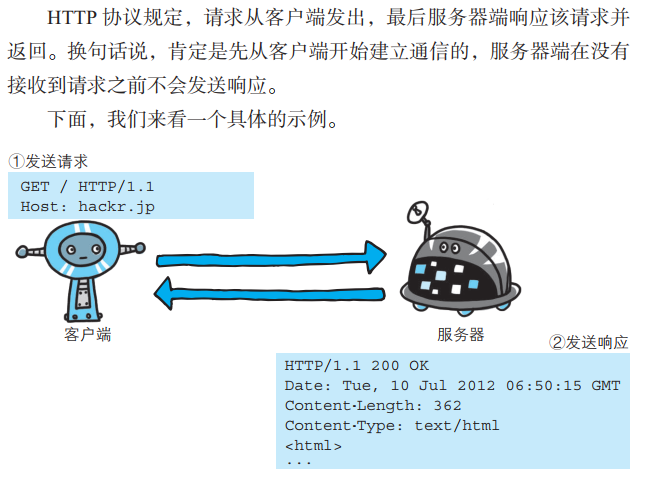 HTTP 协议规定，请求从客户端发出，最后服务器端响应该请求并
返回。换句话说，肯定是先从客户端开始建立通信的，服务器端在没有
接收到请求之前不会发送响应。
下面，我们来看一个具体的示例。
①发送请求
GET / HTTP/1.1
Host: hackr.jp
客户端
服务器
②发送响应
HTTP/1.1 200 OK
Date: Tue, 10 Jul 2012 06:50:15 GMT
Content-Length: 362
Content-Type: text/html
<html>
...